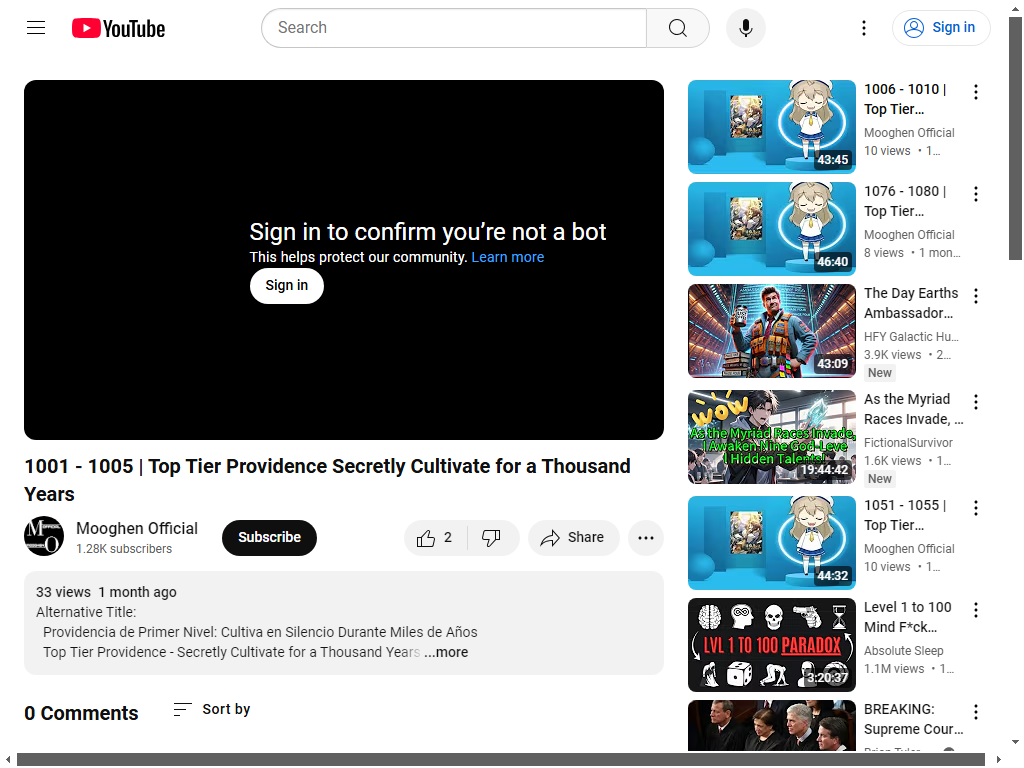 YouTube
Search
Sign in
Sign in to confirm you’re not a bot
This helps protect our community. Learn more
Sign in
1001 - 1005 | Top Tier Providence Secretly Cultivate for a Thousand
Years
Mooghen Official
1.28K subscribers
Subscribe
2
Share
33 views 1 month ago
Alternative Title:
Providencia de Primer Nivel: Cultiva en Silencio Durante Miles de Años
Top Tier Providence - Secretly Cultivate for a Thousand Years ...more
0 Comments
Sort by
43:45
1006 - 1010 |
Top Tier…
Mooghen Official
10 views • 1…
46:40
1076 - 1080 |
Top Tier…
Mooghen Official
8 views • 1 mon…
43:09
The Day Earths
Ambassador…
HFY Galactic Hu…
3.9K views • 2…
New
WOW
As the Myriad Races Invade,
I Awaken Nine God-Leve
l Hidden Talents!
19:44:42
As the Myriad
Races Invade, …
FictionalSurvivor
1.6K views • 1…
New
44:32
1051 - 1055 |
Top Tier…
Mooghen Official
10 views • 1…
LVL 1 TO 100 PARADOX
3:20:37
Level 1 to 100
Mind F*ck…
Absolute Sleep
1.1M views • 1…
BREAKING:
Supreme Cour…